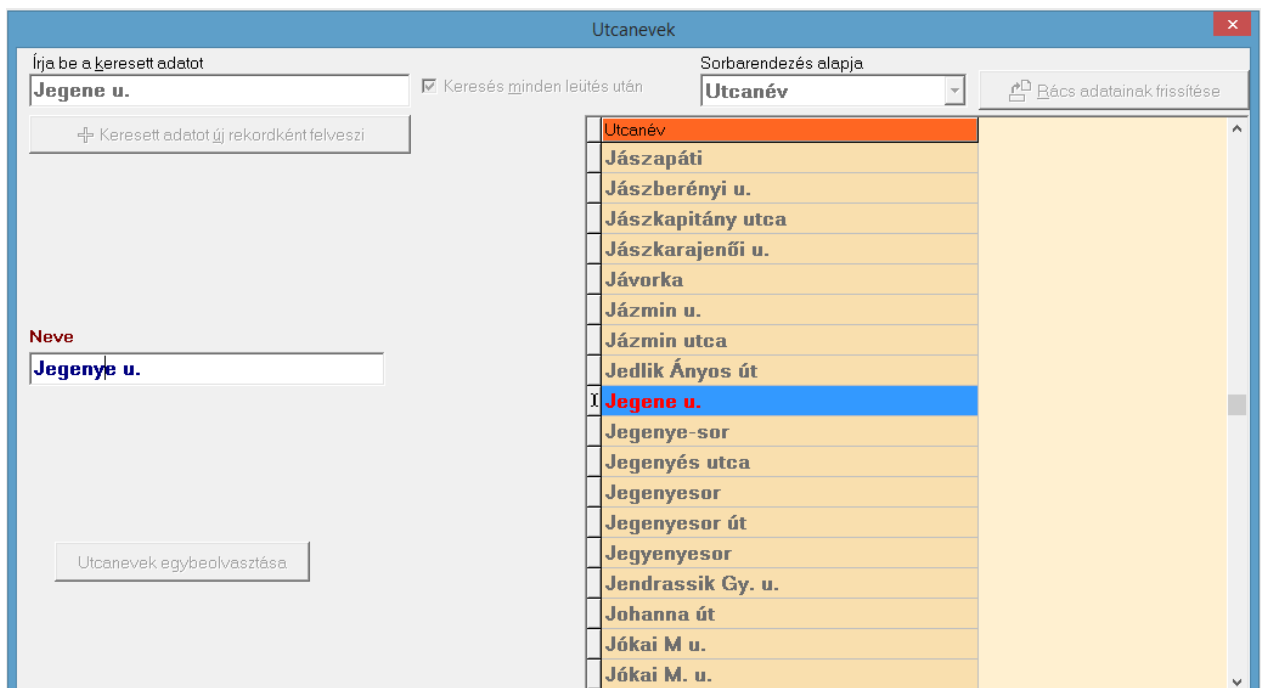 Utcanevek
Írja be a keresett adatot
Jegene u.
Keresés minden leütés után
Sorbarendezés alapja
Utcanév
Rács adatainak frissítése
Keresett adatot új rekordként felveszi
Neve
Jegenye u.
Utcanevek egybeolvasztása
Utcanév
Jászapáti
Jászberényi u.
Jászkapitány utca
Jászkarajenői u.
Jávorka
Jázmin u.
Jázmin utca
Jedlik Ányos út
Jegene u.
Jegenye-sor
Jegenyés utca
Jegenyesor
Jegenyesor út
Jegyenyesor
Jendrassik Gy. u.
Johanna út
Jókai M u.
Jókai M. u.